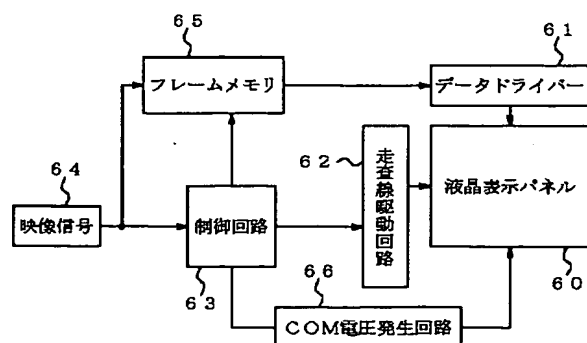 ６５
フレームメモリ
６１
データドライバー
６４
映像信号
制御回路
６３
６２
走査線駆動回路
液晶表示パネル
６０
６６
ＣＯＭ電圧発生回路